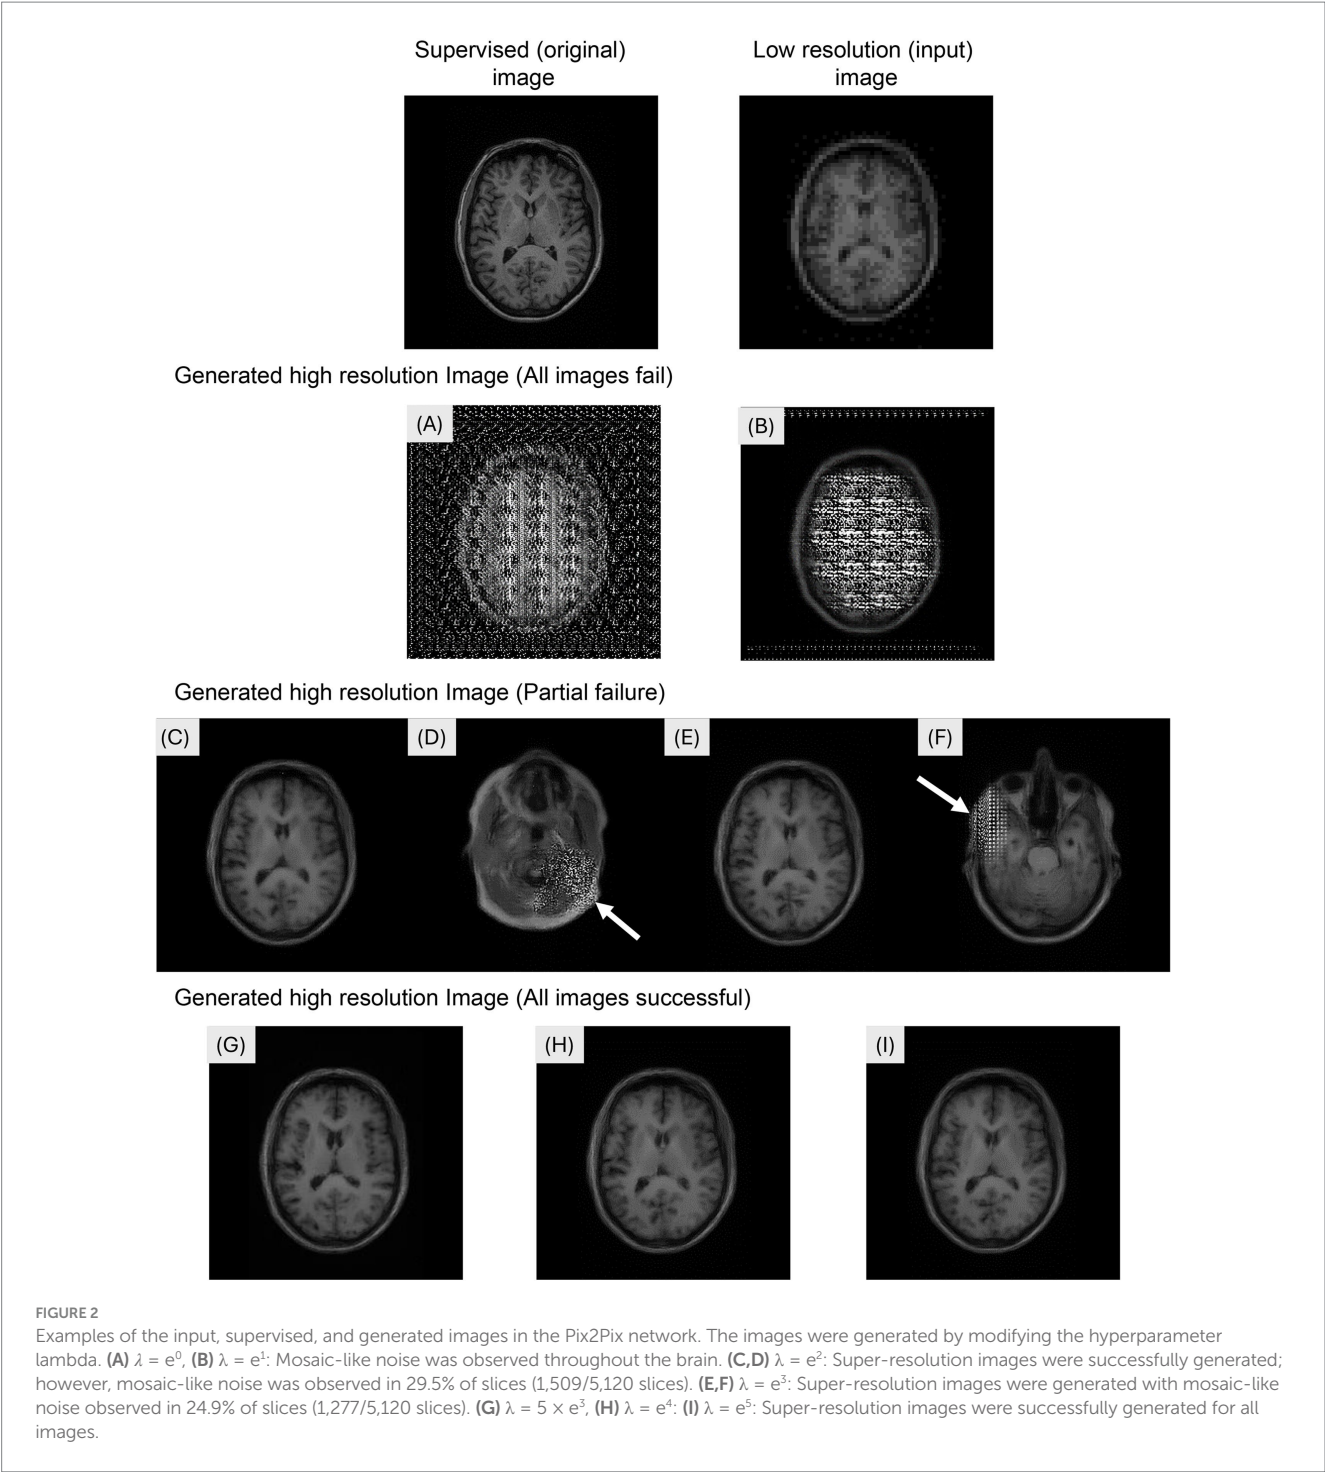 Supervised (original)
image
Low resolution (input)
image
Generated high resolution Image (All images fail)
(A)
(B)
Generated high resolution Image (Partial failure)
(C)
(D)
(E)
(F)
Generated high resolution Image (All images successful)
(G)
(H)
(I)
FIGURE 2
Examples of the input, supervised, and generated images in the Pix2Pix network. The images were generated by modifying the hyperparameter
lambda. (A) λ = e⁰, (B) λ = e¹: Mosaic-like noise was observed throughout the brain. (C,D) λ = e²: Super-resolution images were successfully generated;
however, mosaic-like noise was observed in 29.5% of slices (1,509/5,120 slices). (E,F) λ = e³: Super-resolution images were generated with mosaic-like
noise observed in 24.9% of slices (1,277/5,120 slices). (G) λ = 5 × e³, (H) λ = e⁴: (I) λ = e⁵: Super-resolution images were successfully generated for all
images.